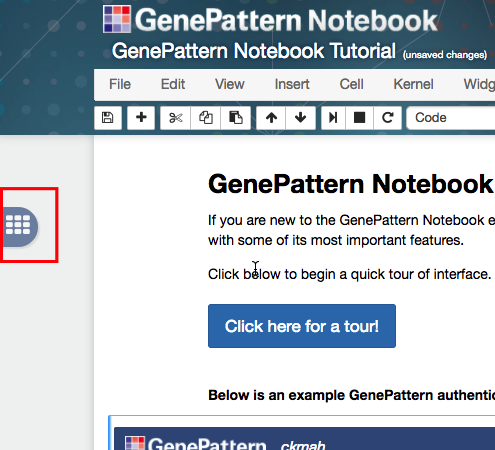 GenePattern Notebook
GenePattern Notebook Tutorial (unsaved changes)
File Edit View Insert Cell Kernel Widg
Code
GenePattern Notebook
If you are new to the GenePattern Notebook e
with some of its most important features.
Click below to begin a quick tour of interface.
Click here for a tour!
Below is an example GenePattern authentic
GenePattern ckmah